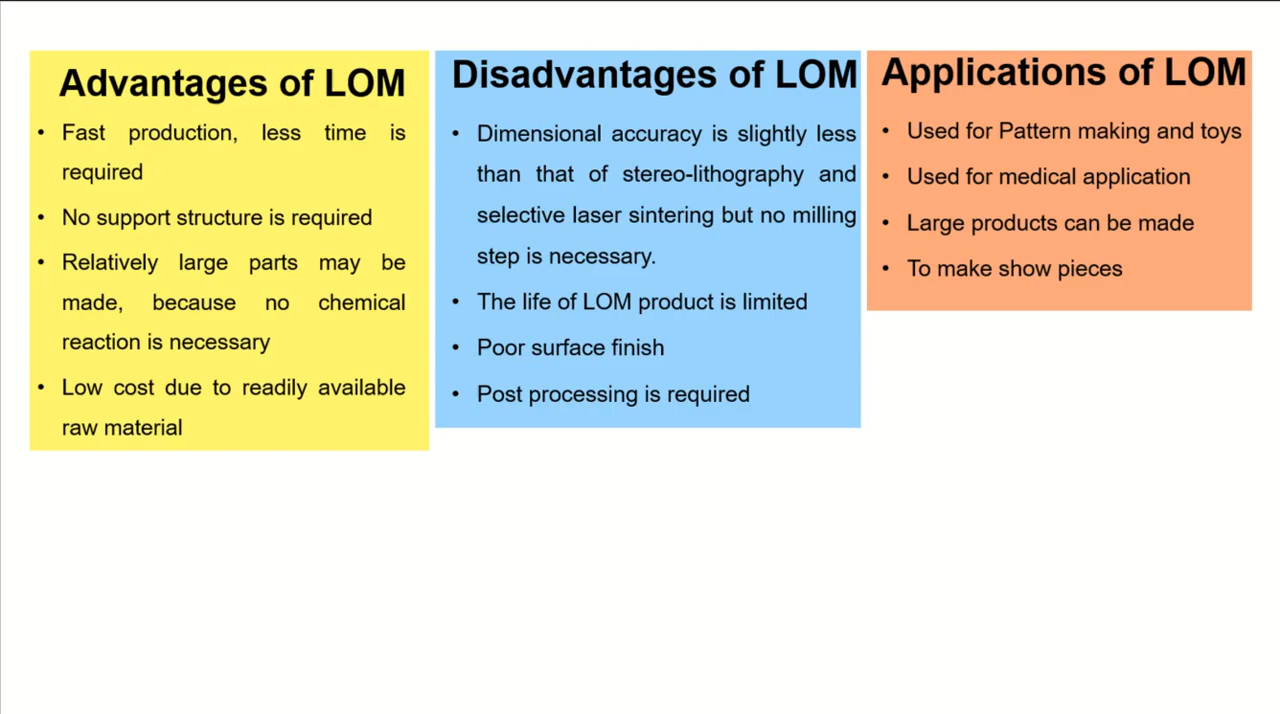 Advantages of LOM
• Fast production, less time is
required
• No support structure is required
• Relatively large parts may be
made, because no chemical
reaction is necessary
• Low cost due to readily available
raw material
Disadvantages of LOM
• Dimensional accuracy is slightly less
than that of stereo-lithography and
selective laser sintering but no milling
step is necessary.
• The life of LOM product is limited
• Poor surface finish
• Post processing is required
Applications of LOM
• Used for Pattern making and toys
• Used for medical application
• Large products can be made
• To make show pieces